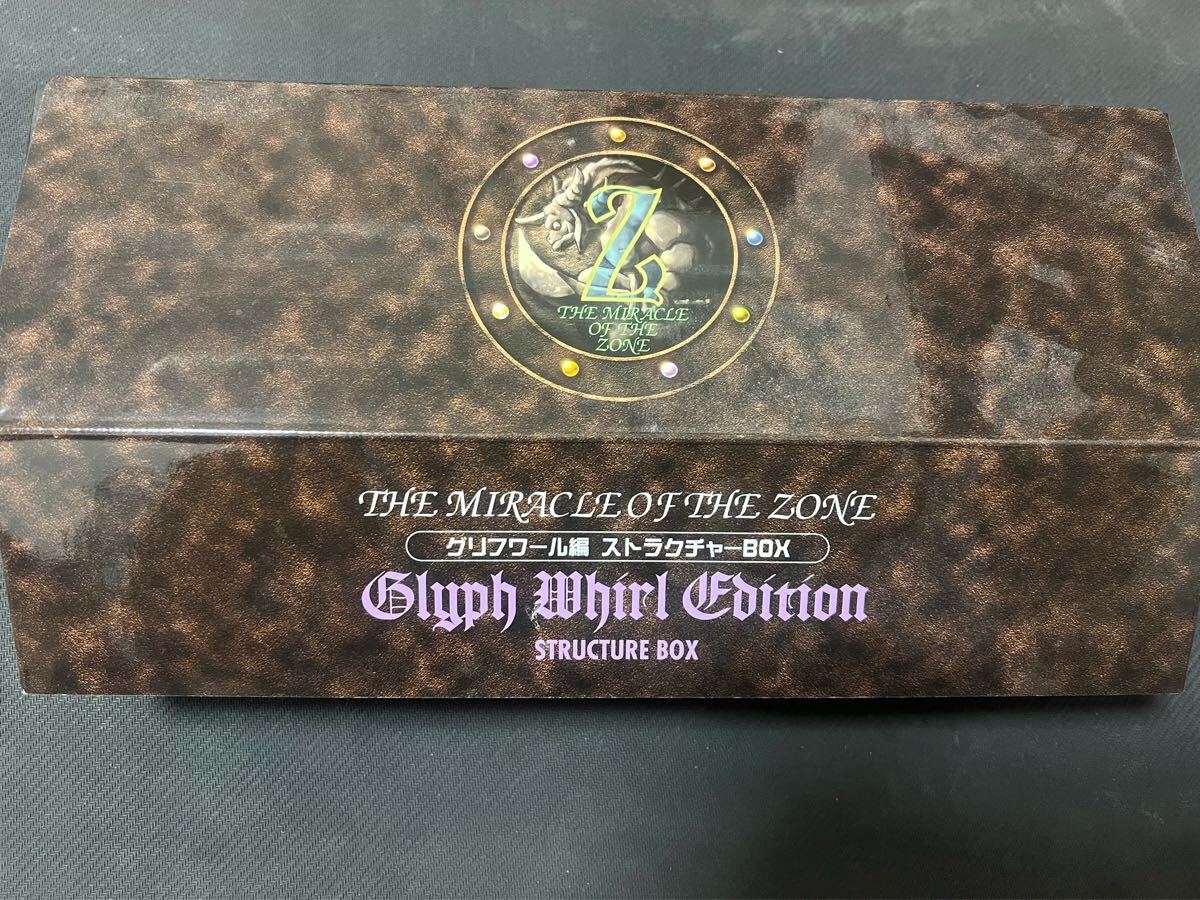 Z
THE MIRACLE
OF THE
ZONE
THE MIRACLE OF THE ZONE
グリフワール編 ストラクチャーBOX
Glyph Whirl Edition
STRUCTURE BOX